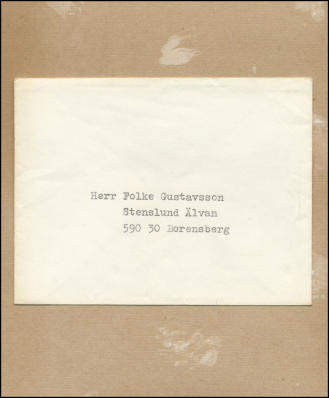 Herr Folke Gustavsson
Stenslund Älvan
590 30 Borensberg